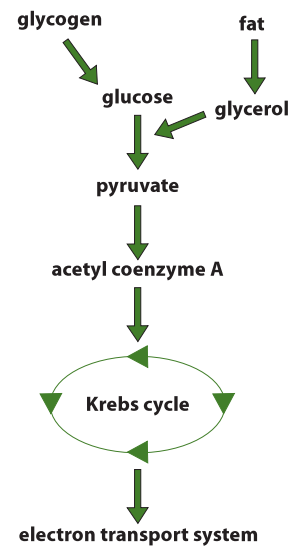 glycogen
fat
glucose
glycerol
pyruvate
acetyl coenzyme A
Krebs cycle
electron transport system